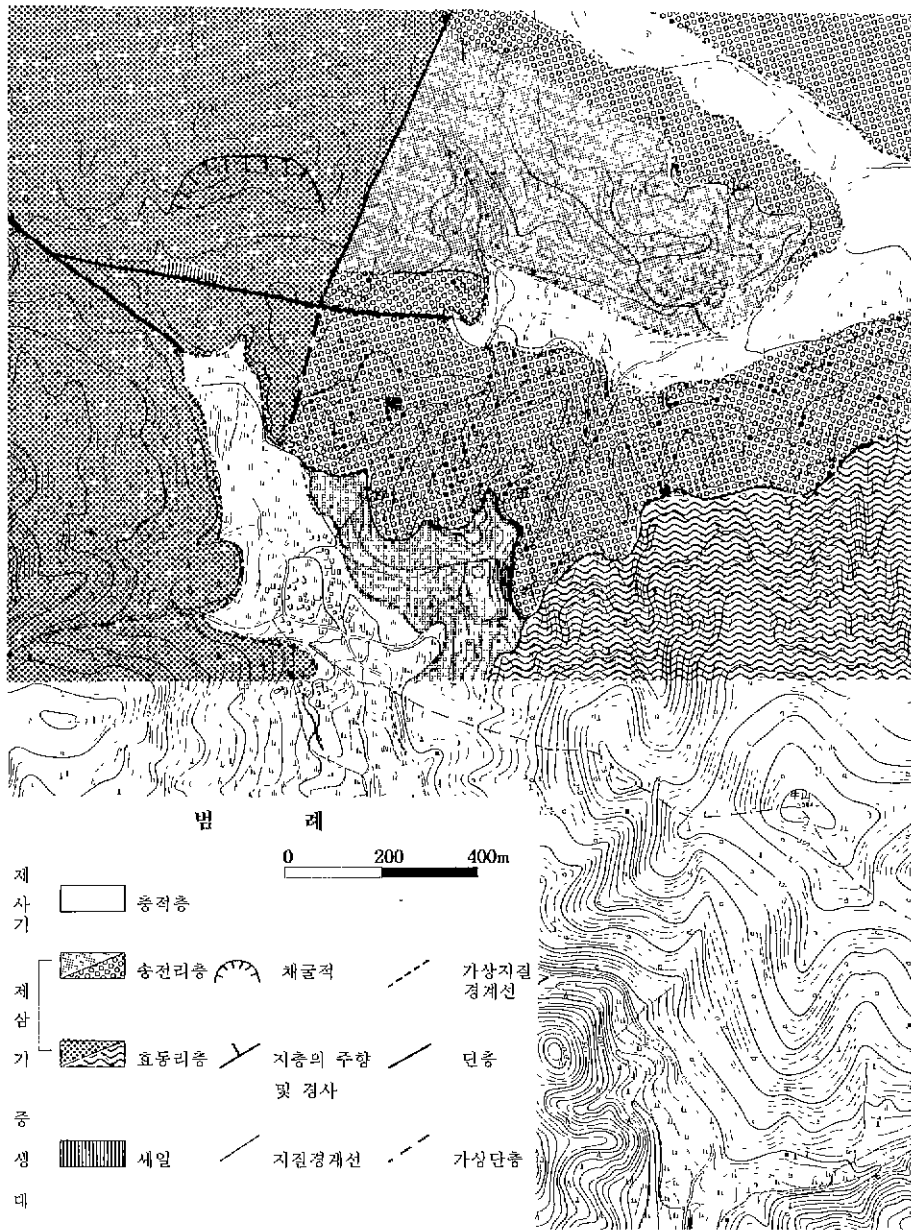 범 례
0 200 400m
제 사 기
충적층
제 삼 기
송전리층
채굴적
가상지질 경계선
효동리층
지층의 주향 및 경사
단층
중 생 대
세일
지질경계선
가상단층